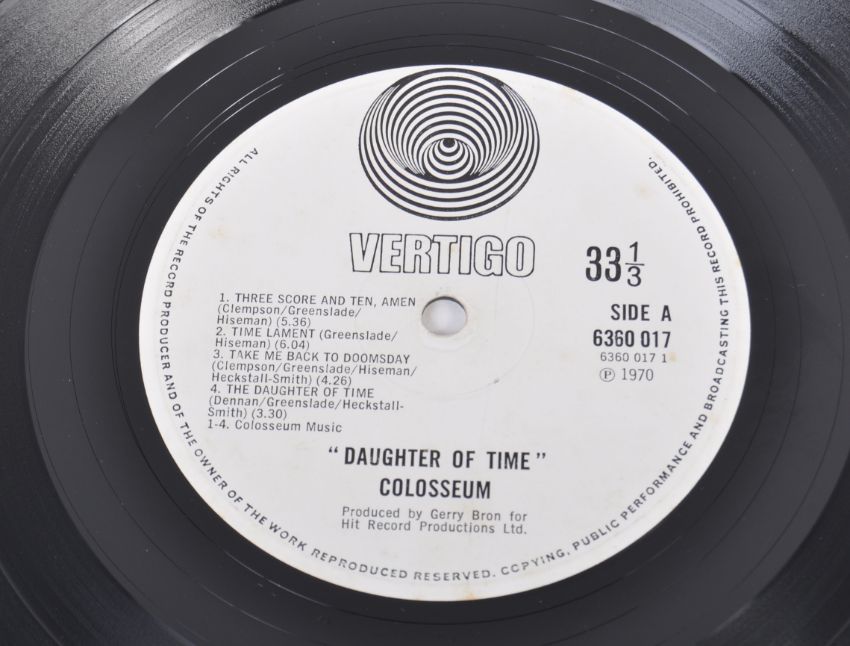 VERTIGO
33 1/3
1. THREE SCORE AND TEN, AMEN
(Clempson/Greenslade/
Hiseman) (5.36)
2. TIME LAMENT (Greenslade/
Hiseman) (6.04)
3. TAKE ME BACK TO DOOMSDAY
(Clempson/Greenslade/Hiseman/
Heckstall-Smith) (4.26)
4. THE DAUGHTER OF TIME
(Dennan/Greenslade/Heckstall-
Smith) (3.30)
1-4. Colosseum Music
SIDE A
6360 017
6360 017 1
Ⓟ 1970
"DAUGHTER OF TIME"
COLOSSEUM
Produced by Gerry Bron for
Hit Record Productions Ltd.
ALL RIGHTS OF THE RECORD PRODUCER AND OF THE OWNER OF THE WORK REPRODUCED RESERVED. COPYING, PUBLIC PERFORMANCE AND BROADCASTING THIS RECORD PROHIBITED.